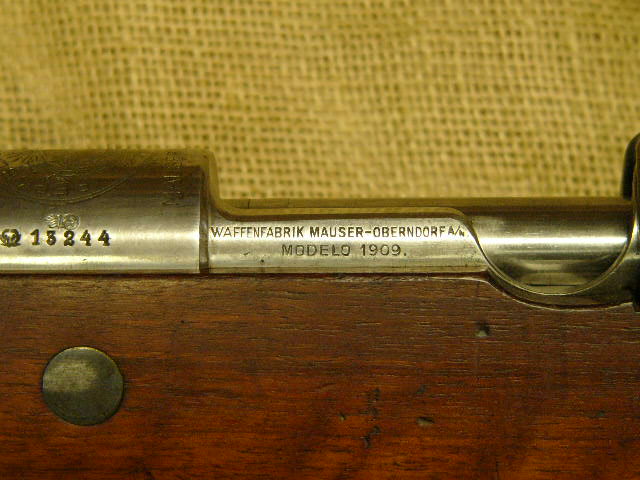 13244
WAFFENFABRIK MAUSER-OBERNDORF A/N
MODELO 1909.